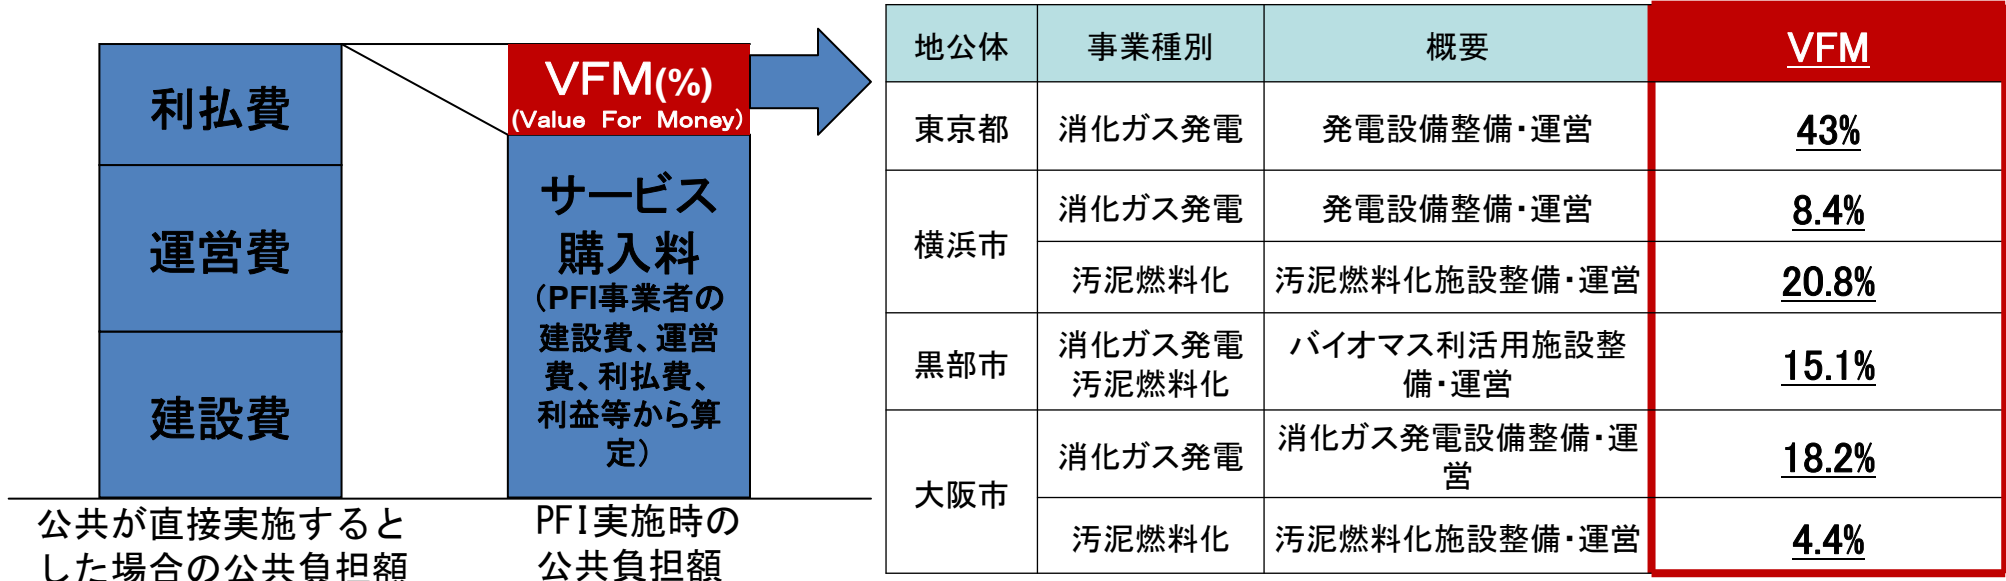 利払費
運営費
建設費
公共が直接実施すると
した場合の公共負担額
VFM(%)
(Value For Money)
サービス
購入料
(PFI事業者の
建設費、運営
費、利払費、
利益等から算
定)
PFI実施時の
公共負担額
地公体 事業種別 概要 VFM
東京都 消化ガス発電 発電設備整備・運営 43%
横浜市 消化ガス発電 発電設備整備・運営 8.4%
汚泥燃料化 汚泥燃料化施設整備・運営 20.8%
黒部市 消化ガス発電 バイオマス利活用施設整 15.1%
汚泥燃料化 備・運営
大阪市 消化ガス発電 消化ガス発電設備整備・運 18.2%
営
汚泥燃料化 汚泥燃料化施設整備・運営 4.4%